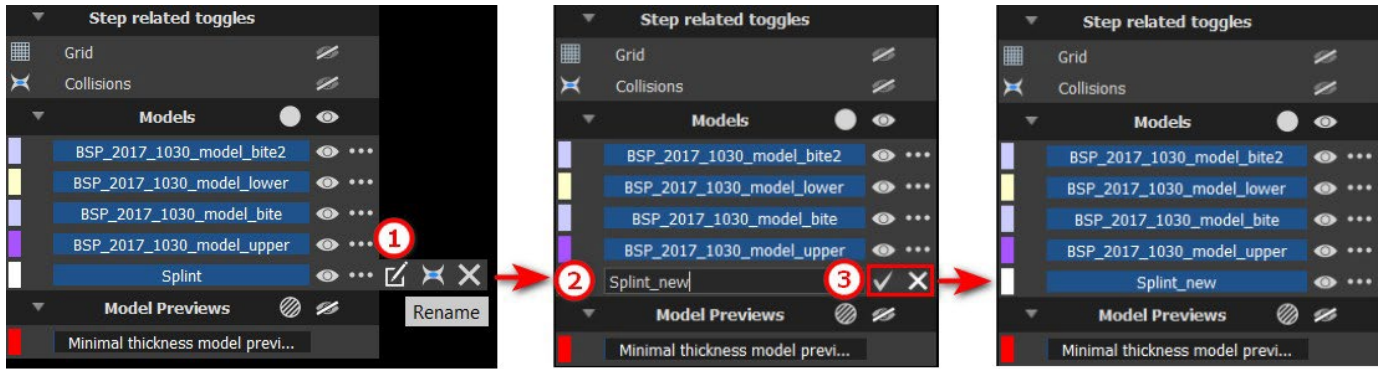 Step related toggles
Grid
Collisions
Models
BSP_2017_1030_model_bite2
BSP_2017_1030_model_lower
BSP_2017_1030_model_bite
BSP_2017_1030_model_upper
1
Splint
Model Previews
Rename
Minimal thickness model previ...
Step related toggles
Grid
Collisions
Models
BSP_2017_1030_model_bite2
BSP_2017_1030_model_lower
BSP_2017_1030_model_bite
BSP_2017_1030_model_upper
2
Splint_new
3
Model Previews
Minimal thickness model previ...
Step related toggles
Grid
Collisions
Models
BSP_2017_1030_model_bite2
BSP_2017_1030_model_lower
BSP_2017_1030_model_bite
BSP_2017_1030_model_upper
Splint_new
Model Previews
Minimal thickness model previ...